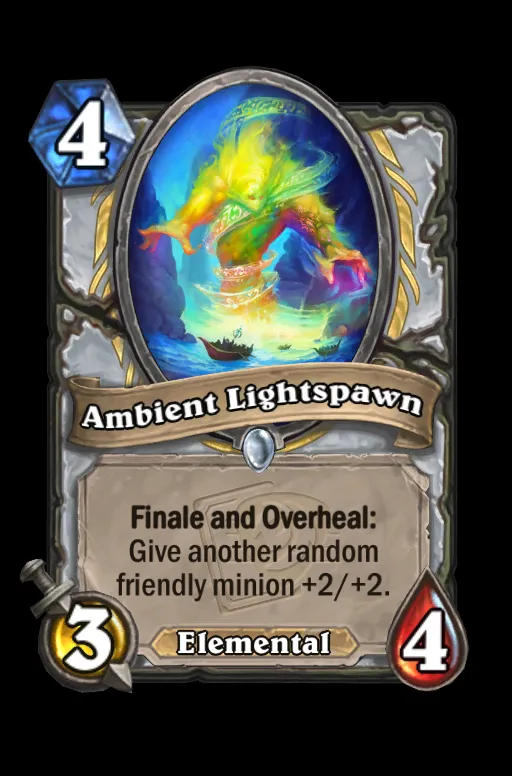 4
Ambient Lightspawn
Finale and Overheal:
Give another random
friendly minion +2/+2.
3
Elemental
4